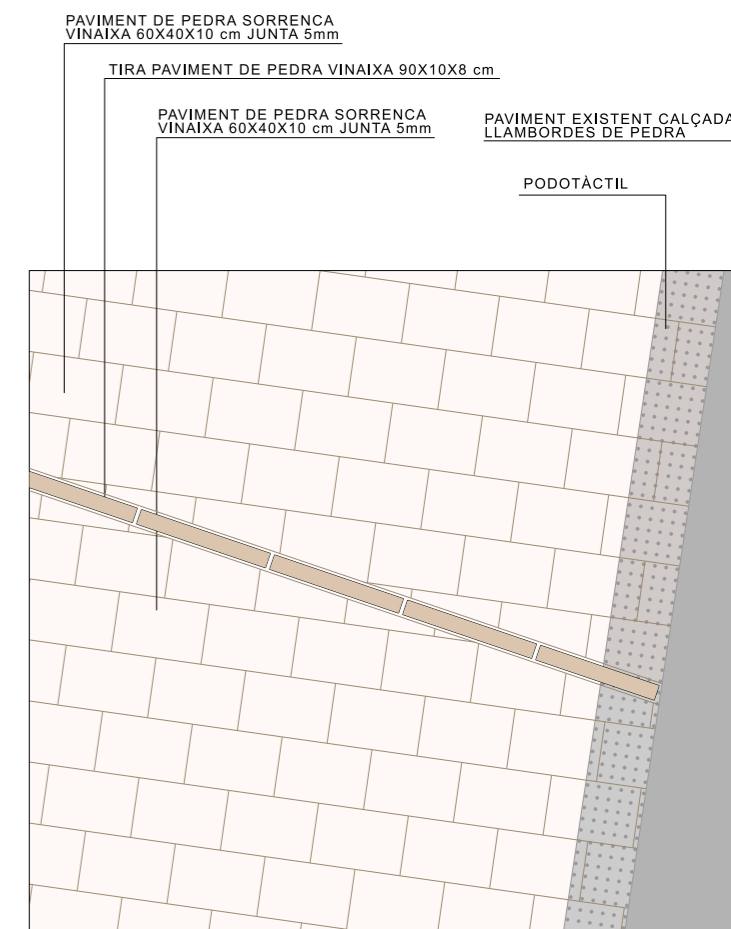 PAVIMENT DE PEDRA SORRENCA
VINAIXA 60X40X10 cm JUNTA 5mm
TIRA PAVIMENT DE PEDRA VINAIXA 90X10X8 cm
PAVIMENT DE PEDRA SORRENCA
VINAIXA 60X40X10 cm JUNTA 5mm
PAVIMENT EXISTENT CALÇADA
LLAMBORDES DE PEDRA
PODOTÀCTIL